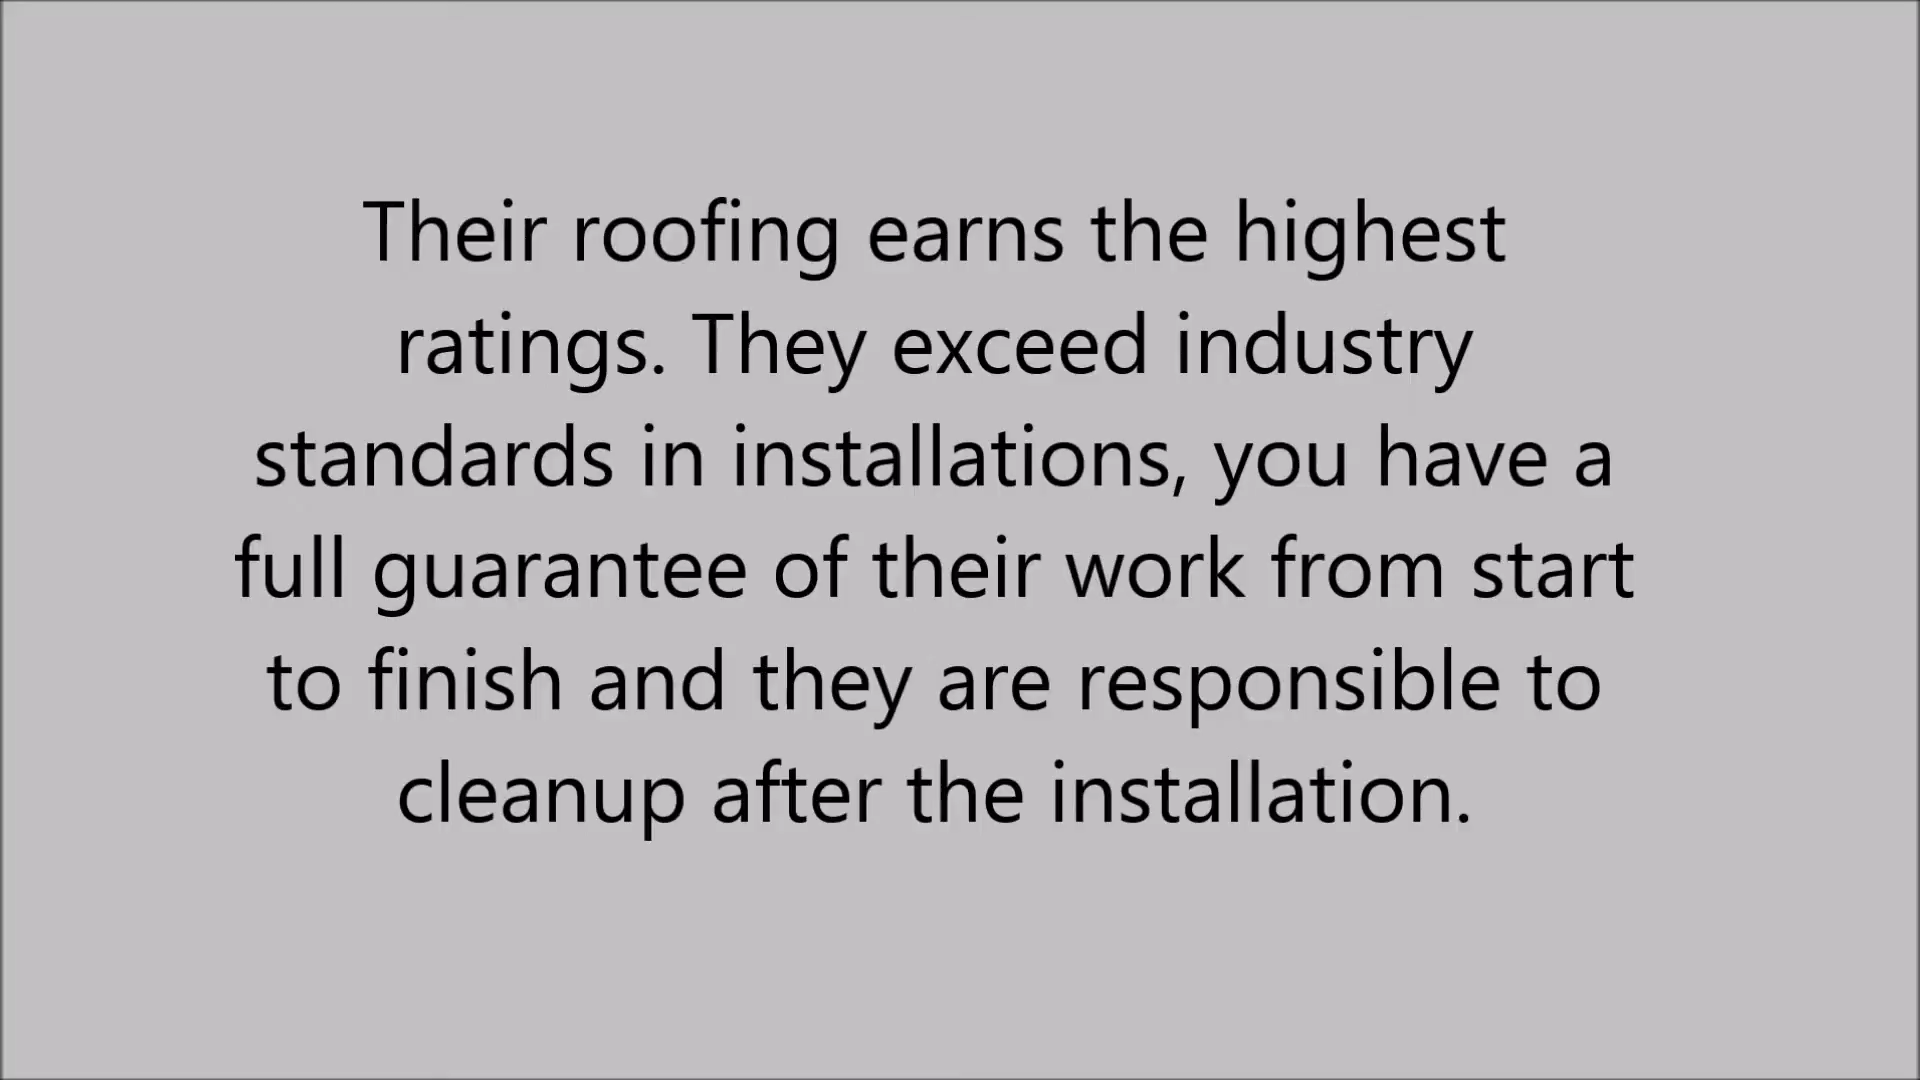 Their roofing earns the highest
ratings. They exceed industry
standards in installations, you have a
full guarantee of their work from start
to finish and they are responsible to
cleanup after the installation.